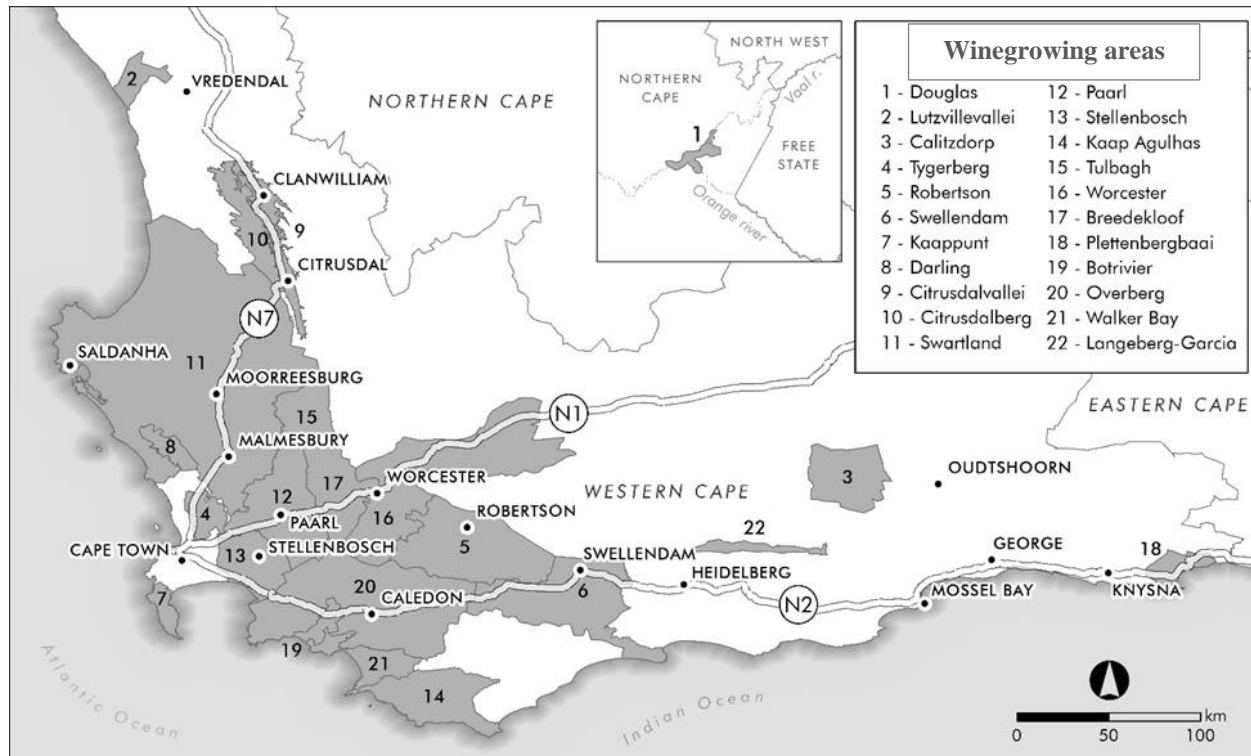 Winegrowing areas
1 - Douglas
2 - Lutzvillevallei
3 - Calitzdorp
4 - Tygerberg
5 - Robertson
6 - Swellendam
7 - Kaappunt
8 - Darling
9 - Citrusdalvallei
10 - Citrusdalberg
11 - Swartland
12 - Paarl
13 - Stellenbosch
14 - Kaap Agulhas
15 - Tulbagh
16 - Worcester
17 - Breedekloof
18 - Plettenbergbaai
19 - Botrivier
20 - Overberg
21 - Walker Bay
22 - Langeberg-Garcia
NORTH WEST
NORTHERN
CAPE
Vaal r.
1
FREE
STATE
Orange river
2
VREDENDAL
NORTHERN CAPE
CLANWILLIAM
9
10
CITRUSDAL
N7
SALDANHA
11
MOORREESBURG
N1
EASTERN CAPE
15
8
MALMESBURY
OUDTSHOORN
3
WORCESTER
17
WESTERN CAPE
12
PAARL
16
ROBERTSON
4
5
22
CAPE TOWN
13
STELLENBOSCH
SWELLENDAM
GEORGE
18
HEIDELBERG
KNYSNA
7
20
CALEDON
6
N2
MOSSEL BAY
19
21
14
Atlantic Ocean
Indian Ocean
km
0
50
100